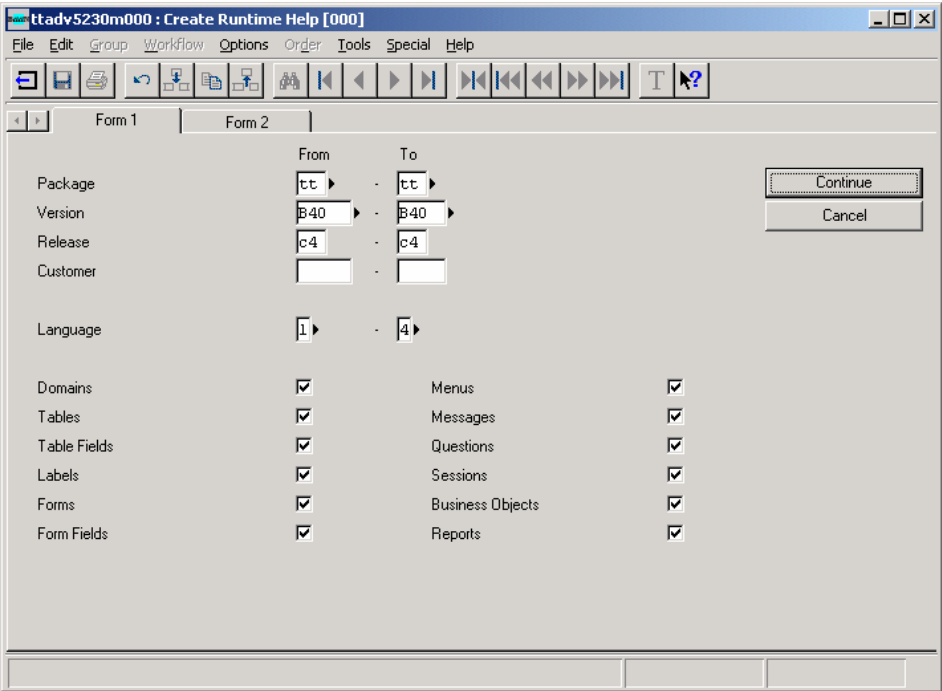 ttadv5230m000 : Create Runtime Help [000]
File Edit Group Workflow Options Order Tools Special Help
T ?
Form 1 Form 2
From To
Package tt - tt
Continue
Version B40 - B40
Cancel
Release c4 - c4
Customer -
Language 1 - 4
Domains Menus
Tables Messages
Table Fields Questions
Labels Sessions
Forms Business Objects
Form Fields Reports